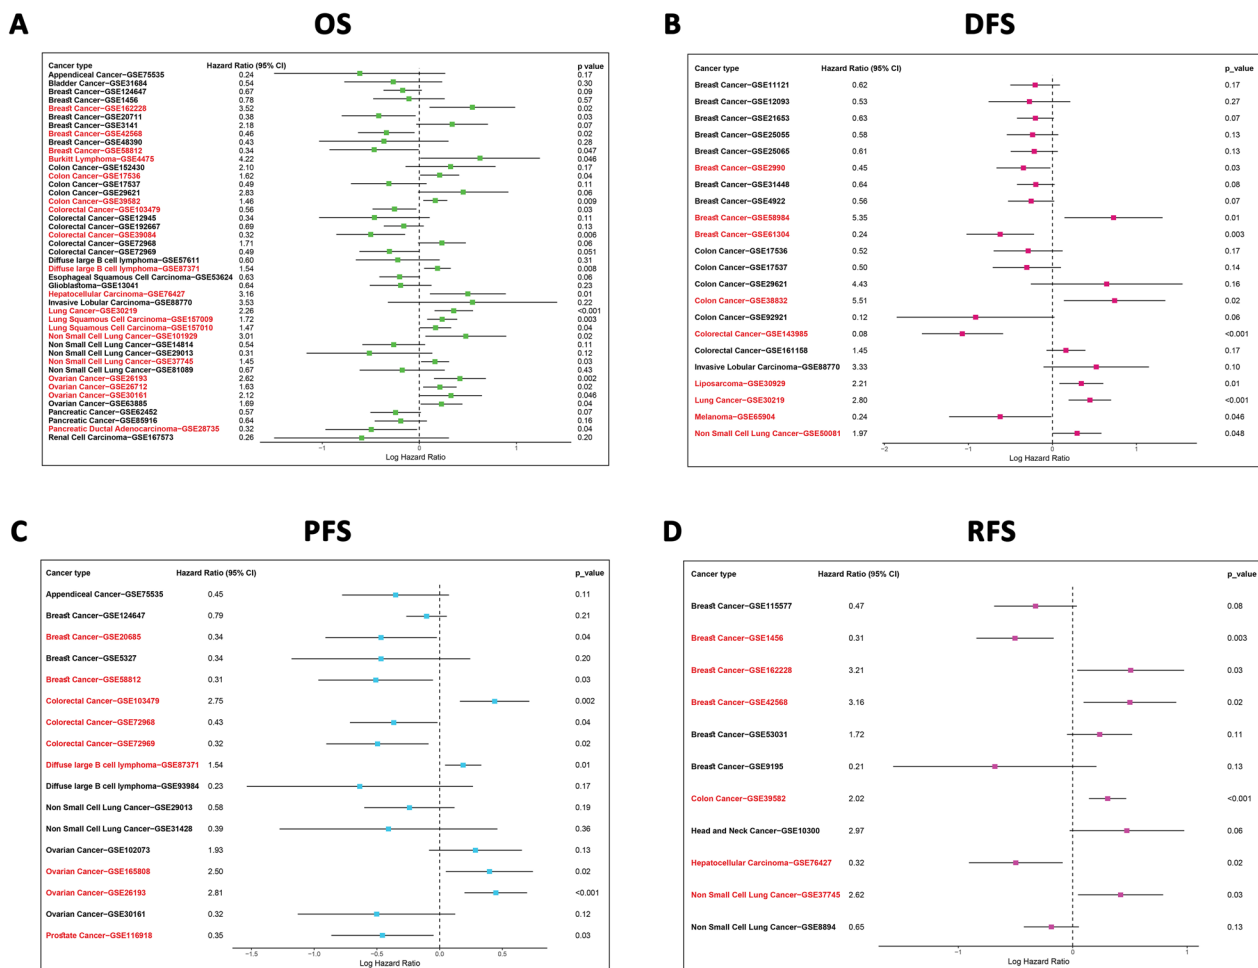 A OS
Cancer type Hazard Ratio (95% CI) p value
Appendiceal Cancer−GSE75535 0.24 0.17
Bladder Cancer−GSE31684 0.54 0.30
Breast Cancer−GSE124647 0.67 0.09
Breast Cancer−GSE1456 0.78 0.57
Breast Cancer−GSE162228 3.52 0.02
Breast Cancer−GSE20711 0.38 0.03
Breast Cancer−GSE3141 2.18 0.07
Breast Cancer−GSE42568 0.46 0.02
Breast Cancer−GSE48390 0.43 0.28
Breast Cancer−GSE58812 0.34 0.047
Burkitt Lymphoma−GSE4475 4.22 0.046
Colon Cancer−GSE152430 2.10 0.17
Colon Cancer−GSE17536 1.62 0.04
Colon Cancer−GSE17537 0.49 0.11
Colon Cancer−GSE29621 2.83 0.06
Colon Cancer−GSE39582 1.46 0.009
Colorectal Cancer−GSE103479 0.56 0.03
Colorectal Cancer−GSE12945 0.34 0.11
Colorectal Cancer−GSE192667 0.69 0.13
Colorectal Cancer−GSE39084 0.32 0.006
Colorectal Cancer−GSE72968 1.71 0.06
Colorectal Cancer−GSE72969 0.49 0.051
Diffuse large B cell lymphoma−GSE57611 0.60 0.31
Diffuse large B cell lymphoma−GSE87371 1.54 0.008
Esophageal Squamous Cell Carcinoma−GSE53624 0.63 0.06
Glioblastoma−GSE13041 0.64 0.23
Hepatocellular Carcinoma−GSE76427 3.16 0.01
Invasive Lobular Carcinoma−GSE88770 3.53 0.22
Lung Cancer−GSE30219 2.26 <0.001
Lung Squamous Cell Carcinoma−GSE157009 1.72 0.003
Lung Squamous Cell Carcinoma−GSE157010 1.47 0.04
Non Small Cell Lung Cancer−GSE101929 3.01 0.02
Non Small Cell Lung Cancer−GSE14814 0.54 0.11
Non Small Cell Lung Cancer−GSE29013 0.31 0.12
Non Small Cell Lung Cancer−GSE37745 1.45 0.03
Non Small Cell Lung Cancer−GSE81089 0.67 0.43
Ovarian Cancer−GSE26193 2.62 0.002
Ovarian Cancer−GSE26712 1.63 0.02
Ovarian Cancer−GSE30161 2.12 0.046
Ovarian Cancer−GSE63885 1.69 0.04
Pancreatic Cancer−GSE62452 0.57 0.07
Pancreatic Cancer−GSE85916 0.64 0.16
Pancreatic Ductal Adenocarcinoma−GSE28735 0.32 0.04
Renal Cell Carcinoma−GSE167573 0.26 0.20
−1 0 1
Log Hazard Ratio
B DFS
Cancer type Hazard Ratio (95% CI) p_value
Breast Cancer−GSE11121 0.62 0.17
Breast Cancer−GSE12093 0.53 0.27
Breast Cancer−GSE21653 0.63 0.07
Breast Cancer−GSE25055 0.58 0.13
Breast Cancer−GSE25065 0.61 0.13
Breast Cancer−GSE2990 0.45 0.03
Breast Cancer−GSE31448 0.64 0.08
Breast Cancer−GSE4922 0.56 0.07
Breast Cancer−GSE58984 5.35 0.01
Breast Cancer−GSE61304 0.24 0.003
Colon Cancer−GSE17536 0.52 0.17
Colon Cancer−GSE17537 0.50 0.14
Colon Cancer−GSE29621 4.43 0.16
Colon Cancer−GSE38832 5.51 0.02
Colon Cancer−GSE92921 0.12 0.06
Colorectal Cancer−GSE143985 0.08 <0.001
Colorectal Cancer−GSE161158 1.45 0.17
Invasive Lobular Carcinoma−GSE88770 3.33 0.10
Liposarcoma−GSE30929 2.21 0.01
Lung Cancer−GSE30219 2.80 <0.001
Melanoma−GSE65904 0.24 0.046
Non Small Cell Lung Cancer−GSE50081 1.97 0.048
−2 −1 0 1
Log Hazard Ratio
C PFS
Cancer type Hazard Ratio (95% CI) p_value
Appendiceal Cancer−GSE75535 0.45 0.11
Breast Cancer−GSE124647 0.79 0.21
Breast Cancer−GSE20685 0.34 0.04
Breast Cancer−GSE5327 0.34 0.20
Breast Cancer−GSE58812 0.31 0.03
Colorectal Cancer−GSE103479 2.75 0.002
Colorectal Cancer−GSE72968 0.43 0.04
Colorectal Cancer−GSE72969 0.32 0.02
Diffuse large B cell lymphoma−GSE87371 1.54 0.01
Diffuse large B cell lymphoma−GSE93984 0.23 0.17
Non Small Cell Lung Cancer−GSE29013 0.58 0.19
Non Small Cell Lung Cancer−GSE31428 0.39 0.36
Ovarian Cancer−GSE102073 1.93 0.13
Ovarian Cancer−GSE165808 2.50 0.02
Ovarian Cancer−GSE26193 2.81 <0.001
Ovarian Cancer−GSE30161 0.32 0.12
Prostate Cancer−GSE116918 0.35 0.03
−1.5 −1.0 −0.5 0.0 0.5
Log Hazard Ratio
D RFS
Cancer type Hazard Ratio (95% CI) p_value
Breast Cancer−GSE115577 0.47 0.08
Breast Cancer−GSE1456 0.31 0.003
Breast Cancer−GSE162228 3.21 0.03
Breast Cancer−GSE42568 3.16 0.02
Breast Cancer−GSE53031 1.72 0.11
Breast Cancer−GSE9195 0.21 0.13
Colon Cancer−GSE39582 2.02 <0.001
Head and Neck Cancer−GSE10300 2.97 0.06
Hepatocellular Carcinoma−GSE76427 0.32 0.02
Non Small Cell Lung Cancer−GSE37745 2.62 0.03
Non Small Cell Lung Cancer−GSE8894 0.65 0.13
−1 0 1
Log Hazard Ratio